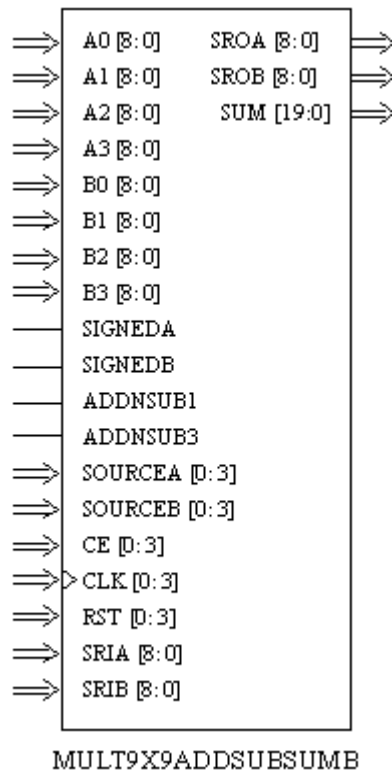 A0 [8:0] SROA [8:0]
A1 [8:0] SROB [8:0]
A2 [8:0] SUM [19:0]
A3 [8:0]
B0 [8:0]
B1 [8:0]
B2 [8:0]
B3 [8:0]
SIGNEDA
SIGNEDB
ADDNSUB1
ADDNSUB3
SOURCEA [0:3]
SOURCEB [0:3]
CE [0:3]
CLK [0:3]
RST [0:3]
SRIA [8:0]
SRIB [8:0]
MULT9X9ADDSUBSUMB